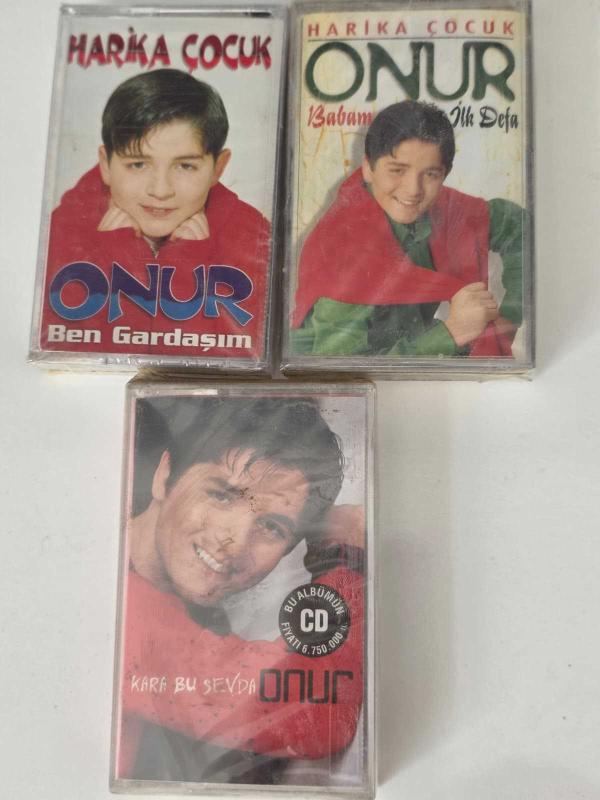 HARİKA ÇOCUK
ONUR
Ben Gardaşım
HARİKA ÇOCUK
ONUR
Babam İlk Defa
BU ALBÜMÜN
CD
FİYATI 6.750.000 TL
KARA BU SEVDA
onur